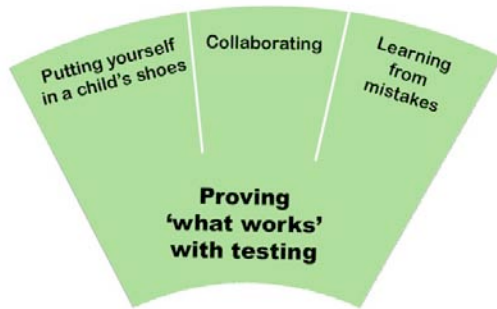 Putting yourself
in a child's shoes
Collaborating
Learning
from
mistakes
Proving
‘what works’
with testing